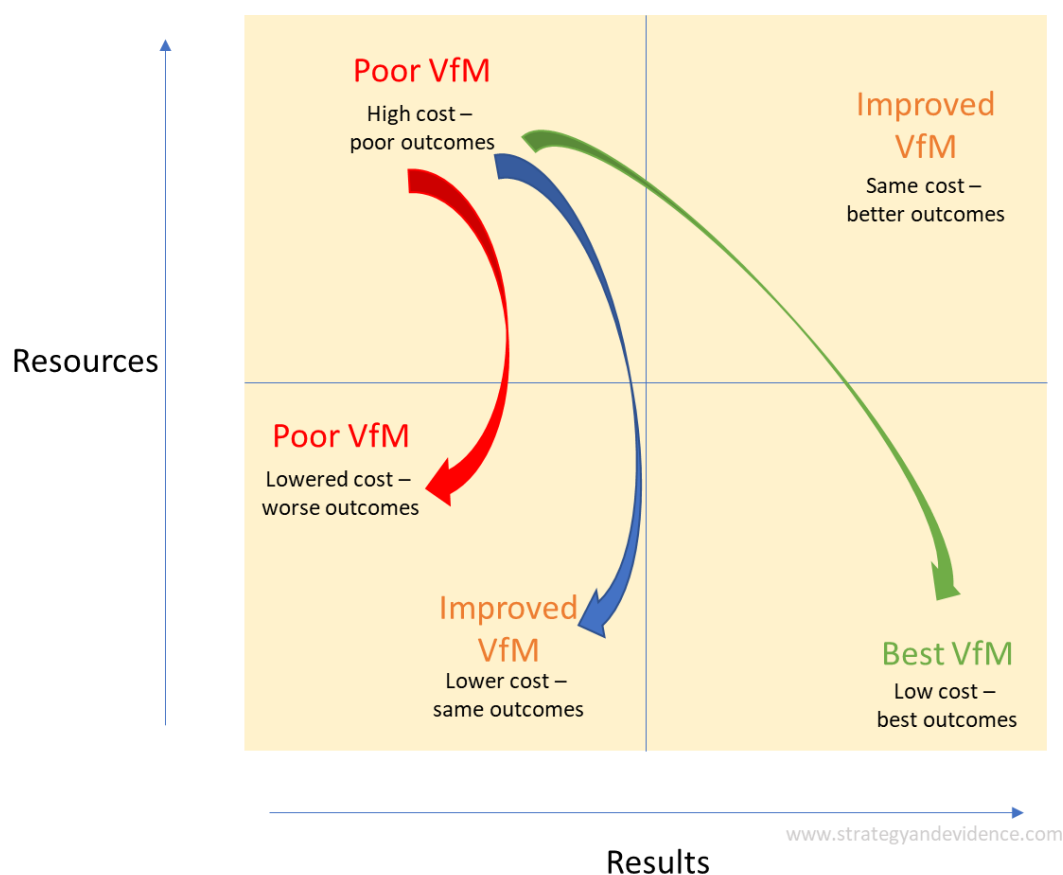 Poor VfM
High cost –
poor outcomes
Improved
VfM
Same cost –
better outcomes
Resources
Poor VfM
Lowered cost –
worse outcomes
Improved
VfM
Lower cost –
same outcomes
Best VfM
Low cost –
best outcomes
www.strategyandevidence.com
Results